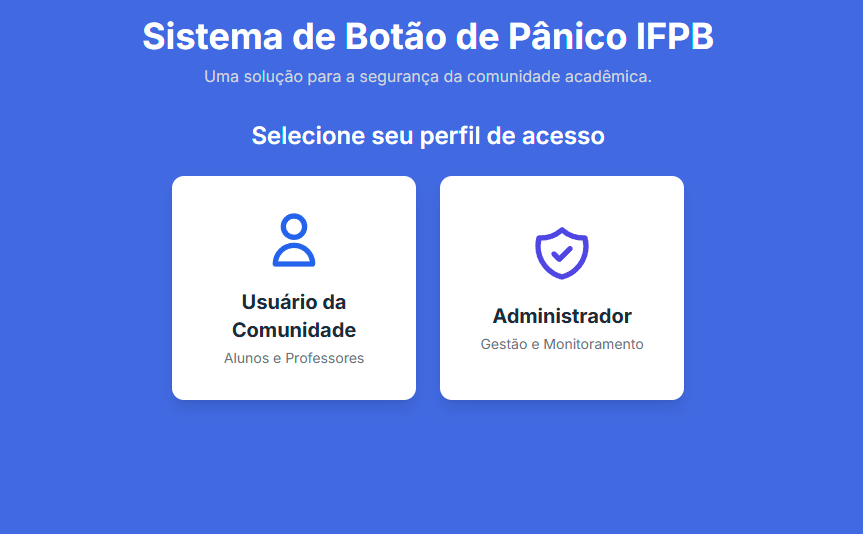 Sistema de Botão de Pânico IFPB
Uma solução para a segurança da comunidade acadêmica.
Selecione seu perfil de acesso
Usuário da
Comunidade
Alunos e Professores
Administrador
Gestão e Monitoramento